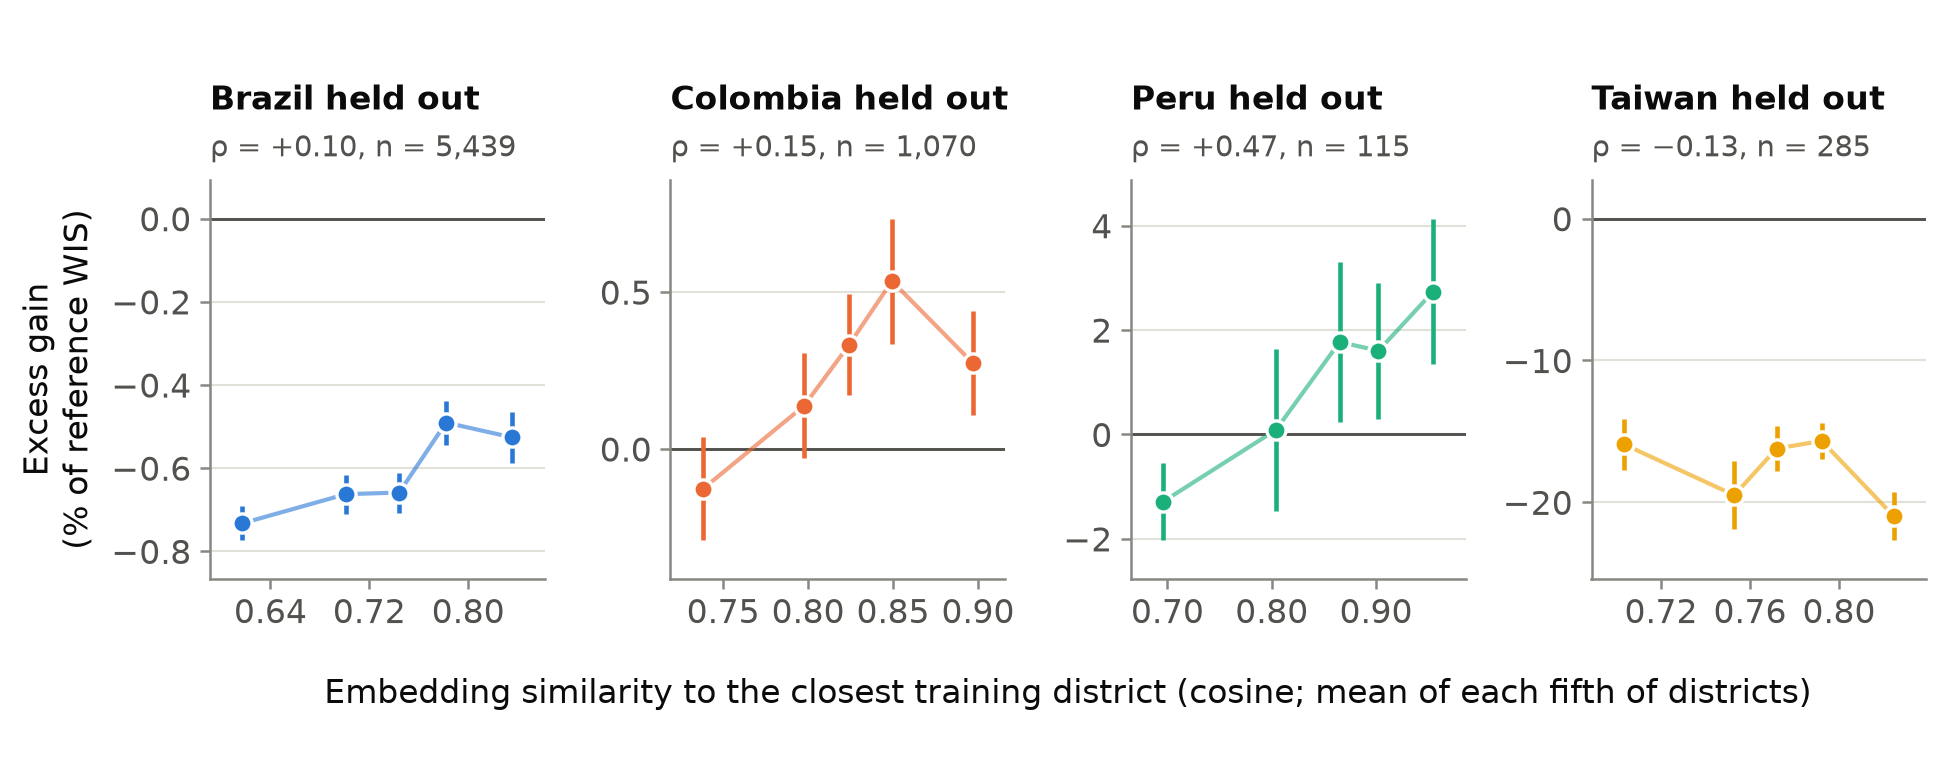 Brazil held out
ρ = +0.10, n = 5,439
Colombia held out
ρ = +0.15, n = 1,070
Peru held out
ρ = +0.47, n = 115
Taiwan held out
ρ = −0.13, n = 285
Excess gain
(% of reference WIS)
0.0
−0.2
−0.4
−0.6
−0.8
0.64 0.72 0.80
0.5
0.0
0.75 0.80 0.85 0.90
4
2
0
−2
0.70 0.80 0.90
0
−10
−20
0.72 0.76 0.80
Embedding similarity to the closest training district (cosine; mean of each fifth of districts)